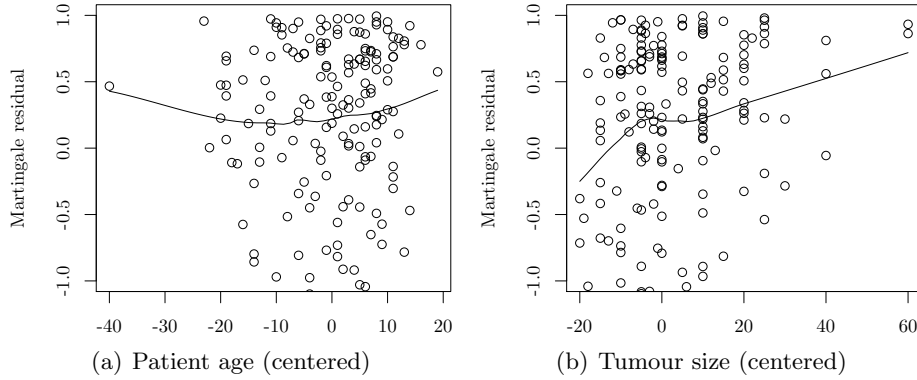 Martingale residual
1.0
0.5
0.0
-0.5
-1.0
-40 -30 -20 -10 0 10 20
(a) Patient age (centered)
Martingale residual
1.0
0.5
0.0
-0.5
-1.0
-20 0 20 40 60
(b) Tumour size (centered)